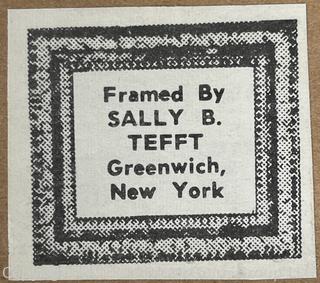 Framed By
SALLY B.
TEFFT
Greenwich,
New York